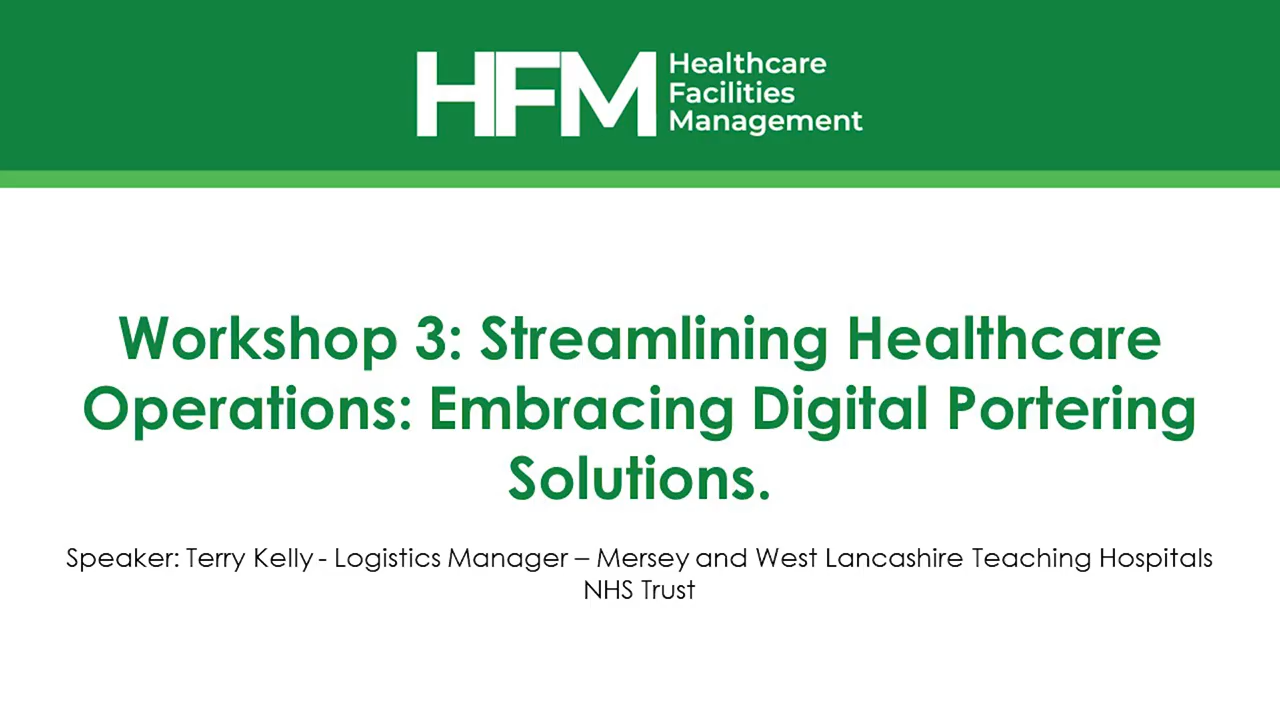 HFM
Healthcare
Facilities
Management
Workshop 3: Streamlining Healthcare
Operations: Embracing Digital Portering
Solutions.
Speaker: Terry Kelly - Logistics Manager – Mersey and West Lancashire Teaching Hospitals
NHS Trust